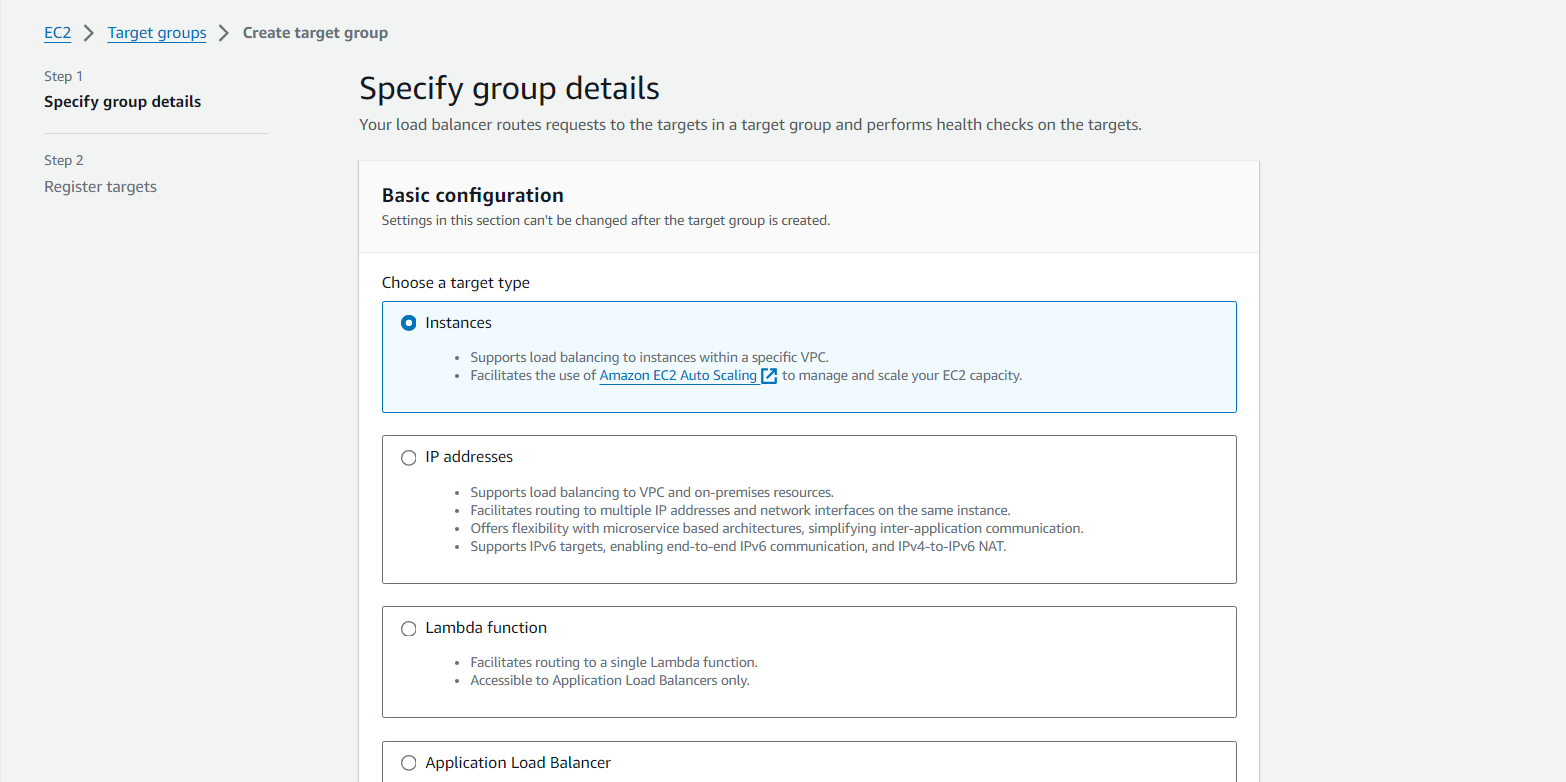 EC2 > Target groups > Create target group
Step 1
Specify group details
Step 2
Register targets
Specify group details
Your load balancer routes requests to the targets in a target group and performs health checks on the targets.
Basic configuration
Settings in this section can't be changed after the target group is created.
Choose a target type
Instances
• Supports load balancing to instances within a specific VPC.
• Facilitates the use of Amazon EC2 Auto Scaling to manage and scale your EC2 capacity.
IP addresses
• Supports load balancing to VPC and on-premises resources.
• Facilitates routing to multiple IP addresses and network interfaces on the same instance.
• Offers flexibility with microservice based architectures, simplifying inter-application communication.
• Supports IPv6 targets, enabling end-to-end IPv6 communication, and IPv4-to-IPv6 NAT.
Lambda function
• Facilitates routing to a single Lambda function.
• Accessible to Application Load Balancers only.
Application Load Balancer